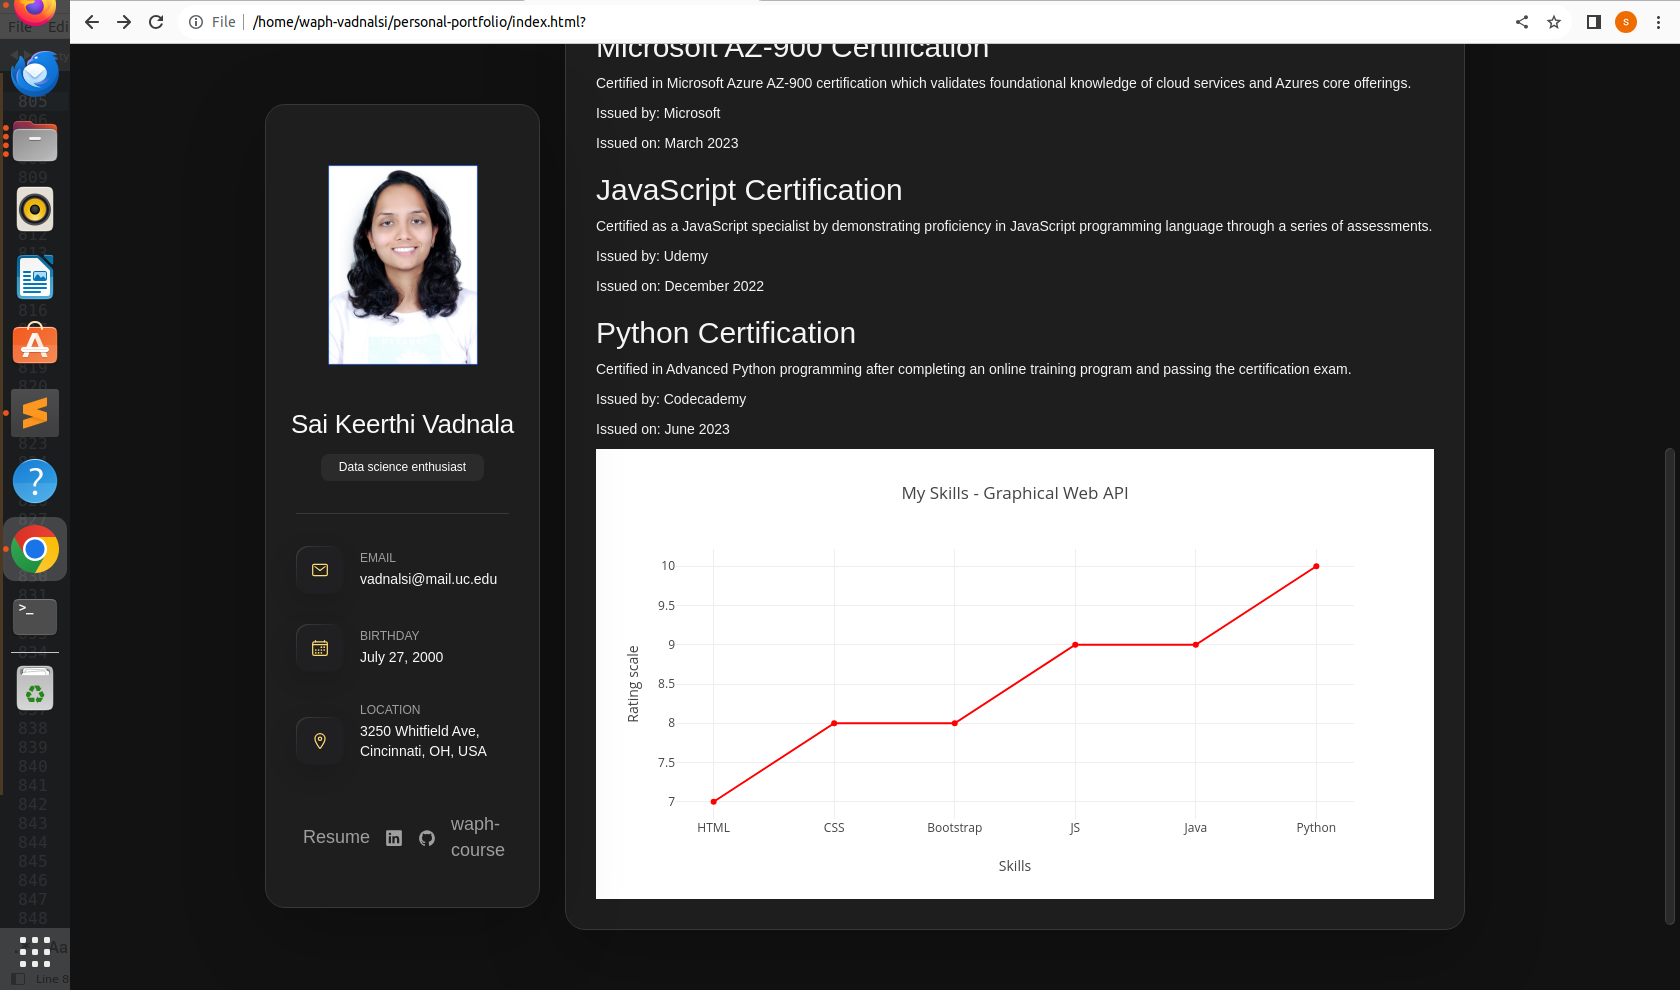 File Edi
File
/home/waph-vadnalsi/personal-portfolio/index.html?
s
Microsoft AZ-900 Certification
Certified in Microsoft Azure AZ-900 certification which validates foundational knowledge of cloud services and Azures core offerings.
Issued by: Microsoft
Issued on: March 2023
JavaScript Certification
Certified as a JavaScript specialist by demonstrating proficiency in JavaScript programming language through a series of assessments.
Issued by: Udemy
Issued on: December 2022
Python Certification
Certified in Advanced Python programming after completing an online training program and passing the certification exam.
Issued by: Codecademy
Issued on: June 2023
Sai Keerthi Vadnala
Data science enthusiast
EMAIL
vadnalsi@mail.uc.edu
BIRTHDAY
July 27, 2000
LOCATION
3250 Whitfield Ave,
Cincinnati, OH, USA
Resume
waph-
course
My Skills - Graphical Web API
10
9.5
9
8.5
8
7.5
7
Rating scale
HTML CSS Bootstrap JS Java Python
Skills
805
809
816
838
839
840
841
842
843
844
845
846
847
848
Aa
Line 8